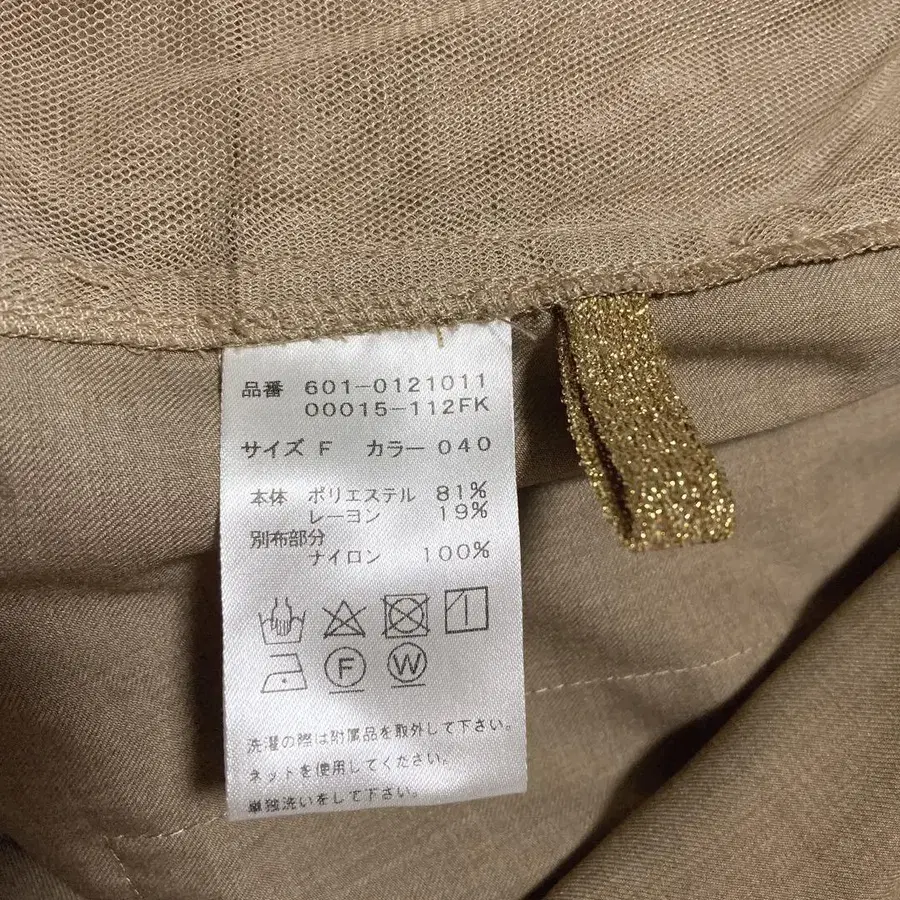 品番 601-0121011
00015-112FK
サイズ F カラー 040
本体 ポリエステル 81%
レーヨン 19%
別布部分
ナイロン 100%
F W
洗濯の際は附属品を取外して下さい。
ネットを使用してください。
単独洗いをして下さい。